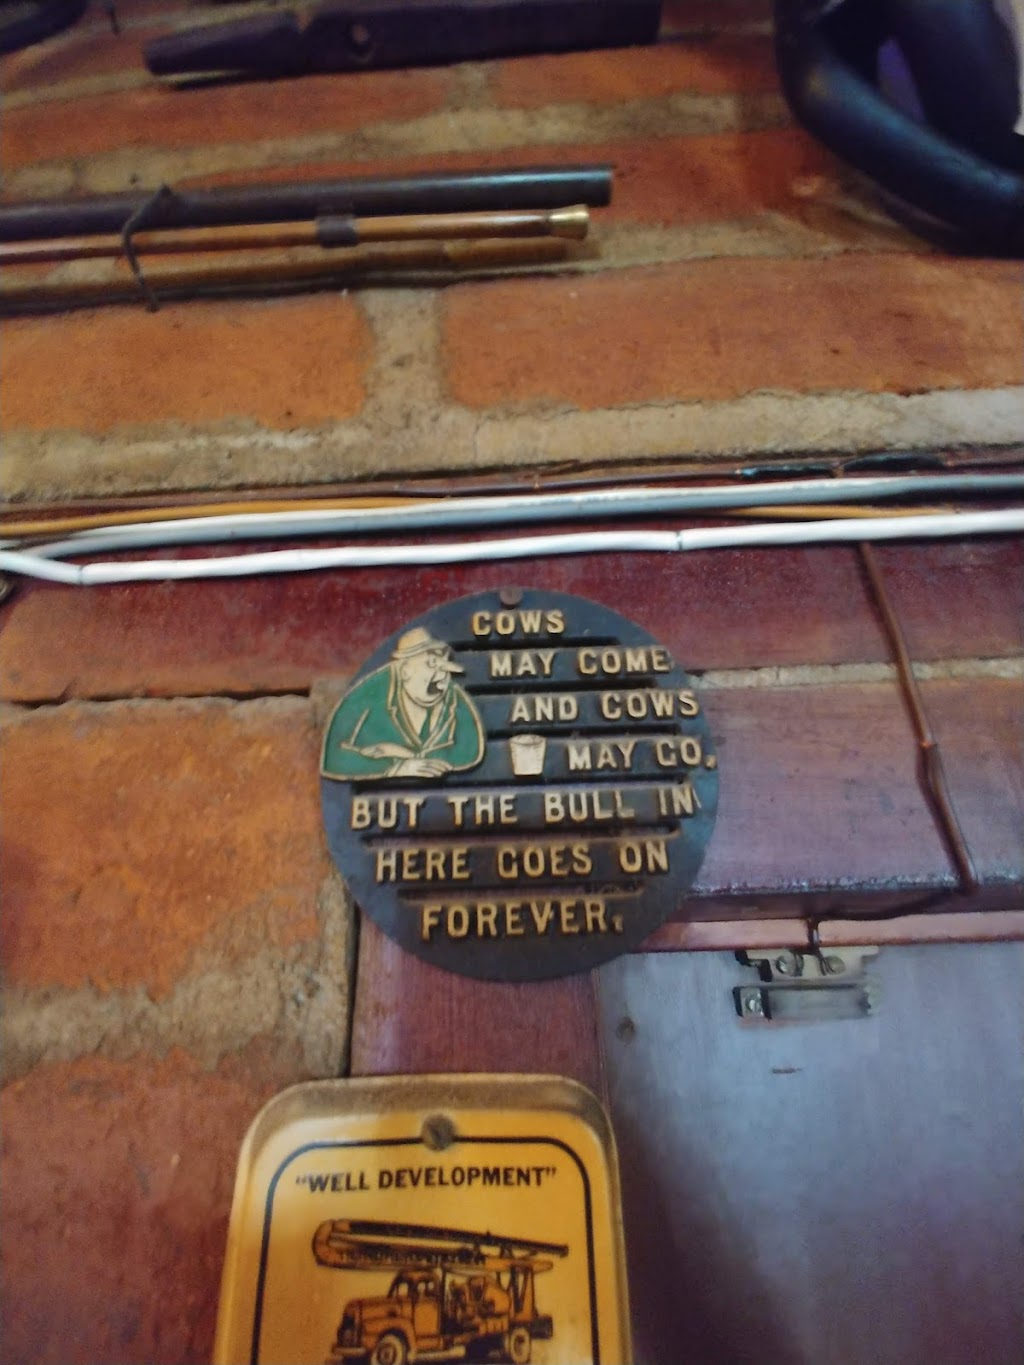 COWS
MAY COME
AND COWS
MAY GO.
BUT THE BULL IN
HERE GOES ON
FOREVER.
"WELL DEVELOPMENT"